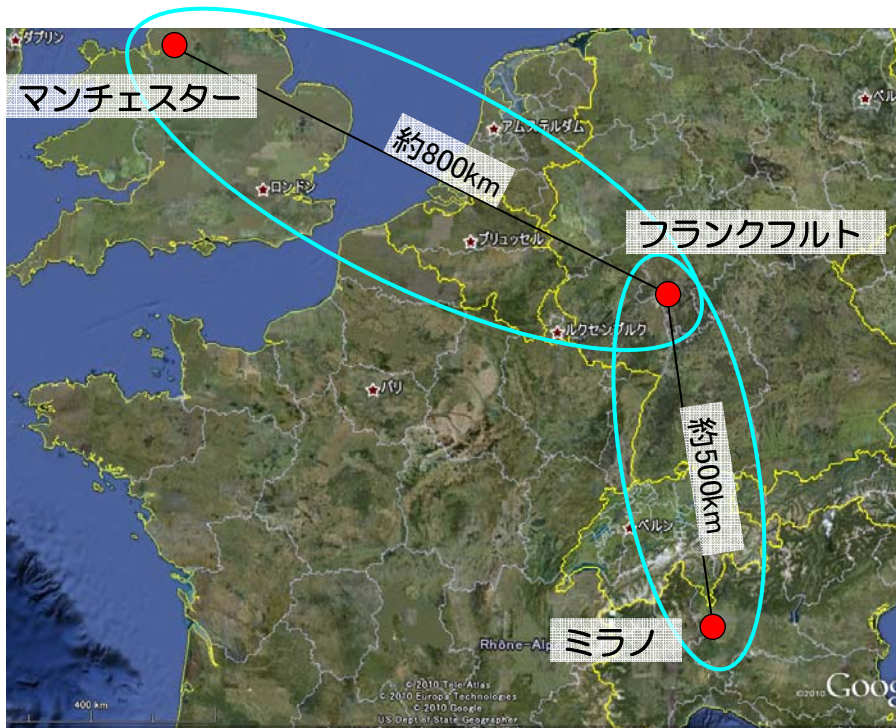 ダブリン
マンチェスター
アムステルダム
ベル
約800km
ロンドン
ブリュッセル
フランクフルト
ルクセンブルク
パリ
約500km
ベルン
ミラノ
Rhône-Alp
© 2010 Tele Atlas
© 2010 Europa Technologies
© 2010 Google
US Dept of State Geographer
©2010 Goog
400 km